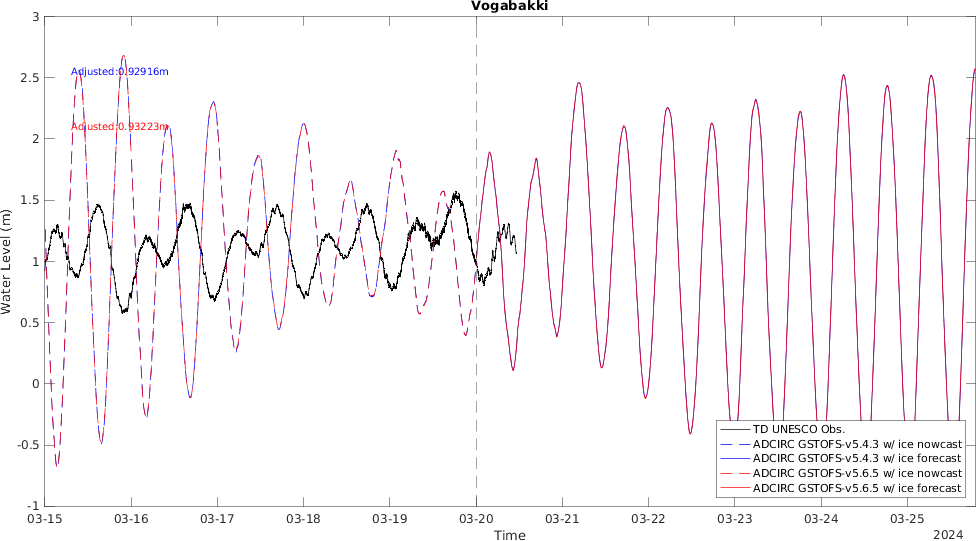 Vogabakki
Adjusted:0.92916m
Adjusted:0.93223m
Water Level (m)
3
2.5
2
1.5
1
0.5
0
-0.5
-1
03-15 03-16 03-17 03-18 03-19 03-20 03-21 03-22 03-23 03-24 03-25
Time
2024
TD UNESCO Obs.
ADCIRC GSTOFS-v5.4.3 w/ ice nowcast
ADCIRC GSTOFS-v5.4.3 w/ ice forecast
ADCIRC GSTOFS-v5.6.5 w/ ice nowcast
ADCIRC GSTOFS-v5.6.5 w/ ice forecast